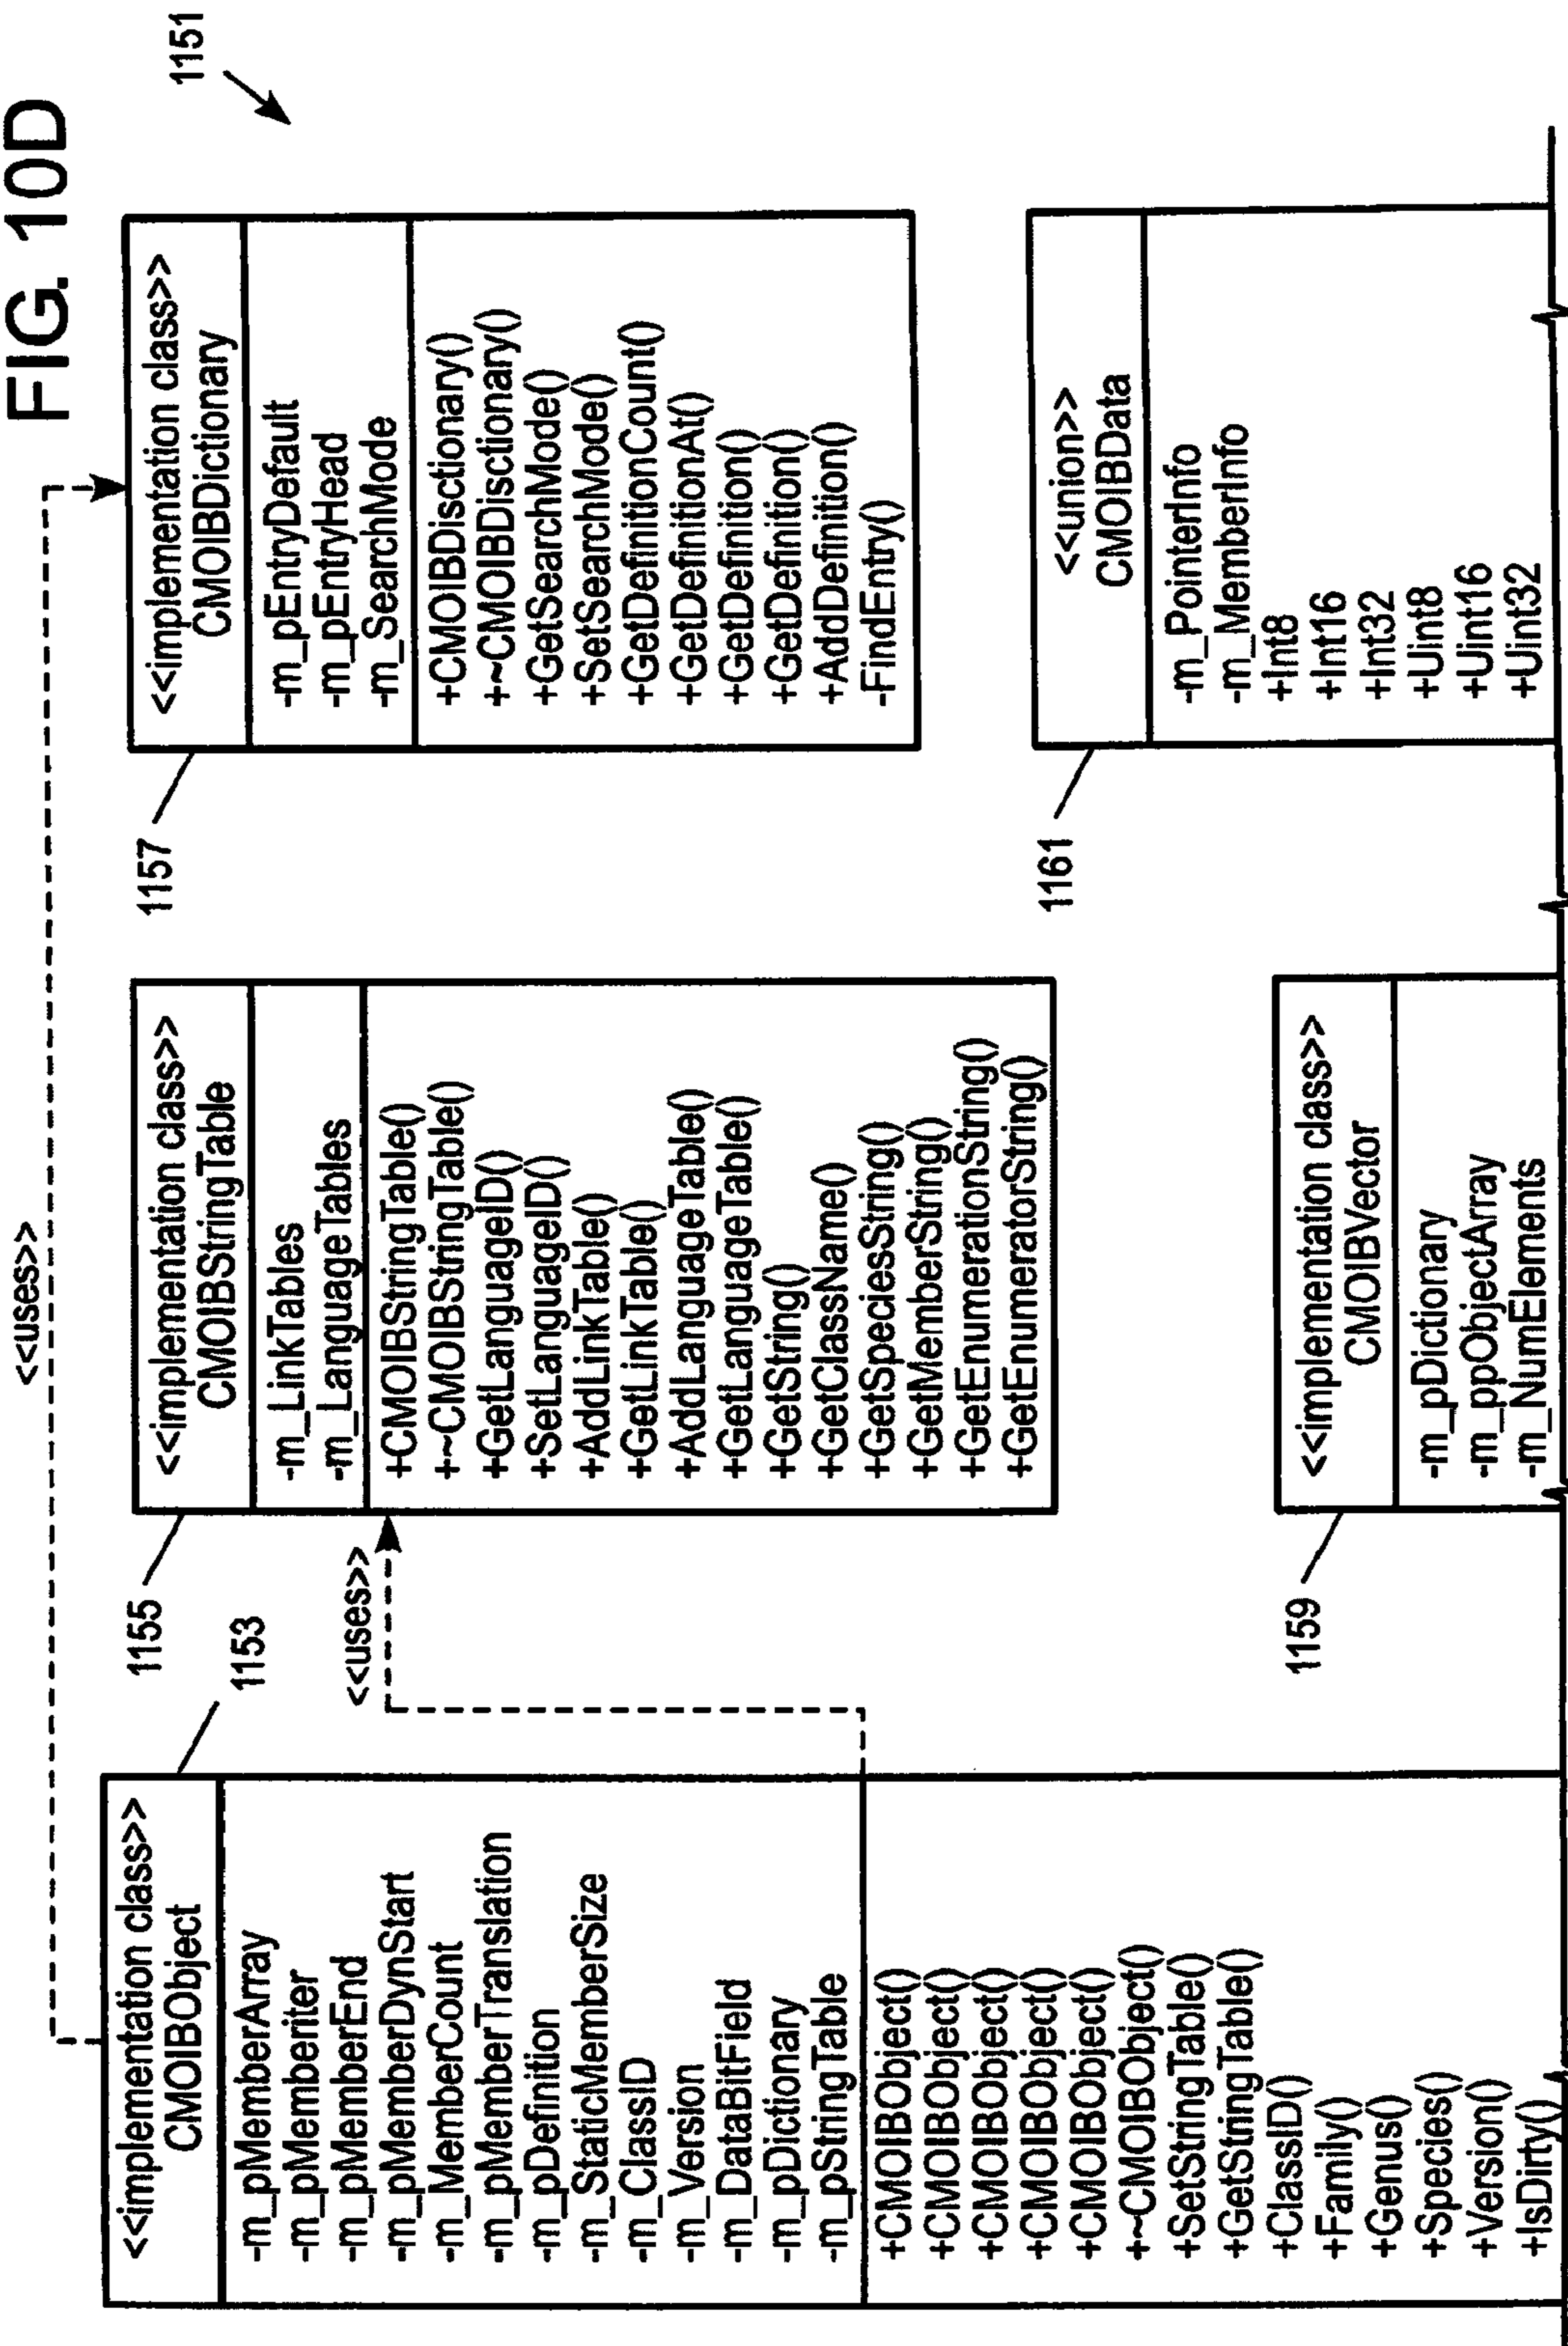 FIG. 10D
1151
<<uses>>
1153
<<implementation class>>
CMOIBObject
-m_pMemberArray
-m_pMemberiter
-m_pMemberEnd
-m_pMemberDynStart
-m_MemberCount
-m_pMemberTranslation
-m_pDefinition
-m_StaticMemberSize
-m_ClassID
-m_Version
-m_DataBitField
-m_pDictionary
-m_pStringTable
+CMOIBObject()
+CMOIBObject()
+CMOIBObject()
+CMOIBObject()
+CMOIBObject()
+~CMOIBObject()
+SetStringTable()
+GetStringTable()
+ClassID()
+Family()
+Genus()
+Species()
+Version()
+IsDirty()
<<uses>>
1155
<<implementation class>>
CMOIBStringTable
-m_LinkTables
-m_LanguageTables
+CMOIBStringTable()
+~CMOIBStringTable()
+GetLanguageID()
+SetLanguageID()
+AddLinkTable()
+GetLinkTable()
+AddLanguageTable()
+GetLanguageTable()
+GetString()
+GetClassName()
+GetSpeciesString()
+GetMemberString()
+GetEnumerationString()
+GetEnumeratorString()
1157
<<implementation class>>
CMOIBDictionary
-m_pEntryDefault
-m_pEntryHead
-m_SearchMode
+CMOIBDisctionary()
+~CMOIBDisctionary()
+GetSearchMode()
+SetSearchMode()
+GetDefinitionCount()
+GetDefinitionAt()
+GetDefinition()
+GetDefinition()
+AddDefinition()
-FindEntry()
1159
<<implementation class>>
CMOIBVector
-m_pDictionary
-m_ppObjectArray
-m_NumElements
1161
<<union>>
CMOIBData
-m_PointerInfo
-m_MemberInfo
+Int8
+Int16
+Int32
+Uint8
+Uint16
+Uint32